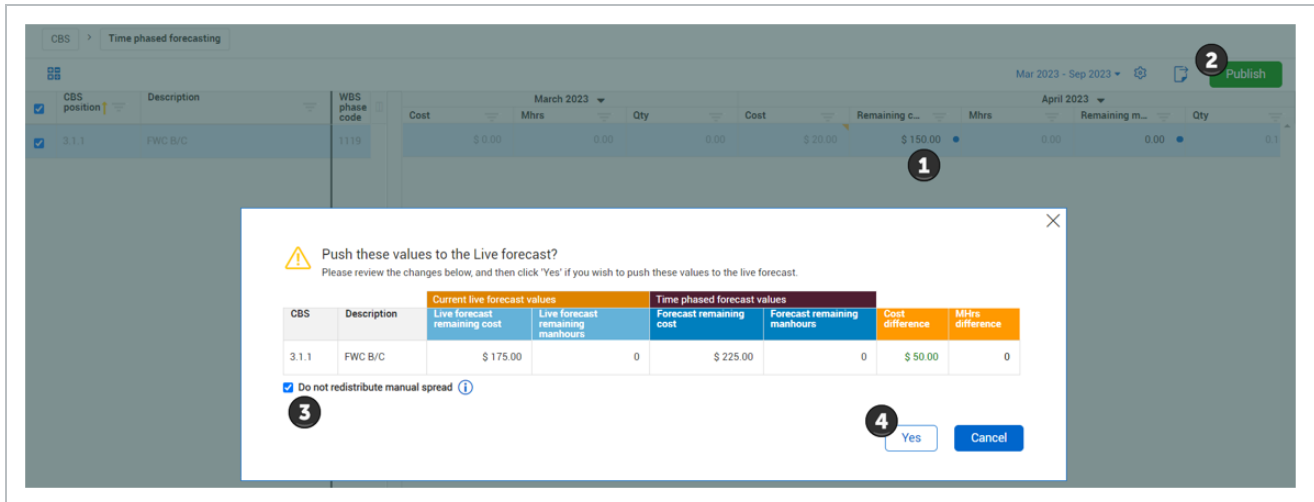 CBS > Time phased forecasting
Mar 2023 - Sep 2023
2
Publish
CBS position
Description
WBS phase code
March 2023
April 2023
Cost
Mhrs
Qty
Cost
Remaining c...
Mhrs
Remaining m...
Qty
3.1.1 FWC B/C 1119 $ 0.00 0.00 0.00 $ 20.00 $ 150.00 0.00 0.00 0.1
1
Push these values to the Live forecast?
Please review the changes below, and then click 'Yes' if you wish to push these values to the live forecast.
Current live forecast values
Time phased forecast values
CBS
Description
Live forecast remaining cost
Live forecast remaining manhours
Forecast remaining cost
Forecast remaining manhours
Cost difference
MHrs difference
3.1.1 FWC B/C $ 175.00 0 $ 225.00 0 $ 50.00 0
Do not redistribute manual spread
3
4
Yes
Cancel